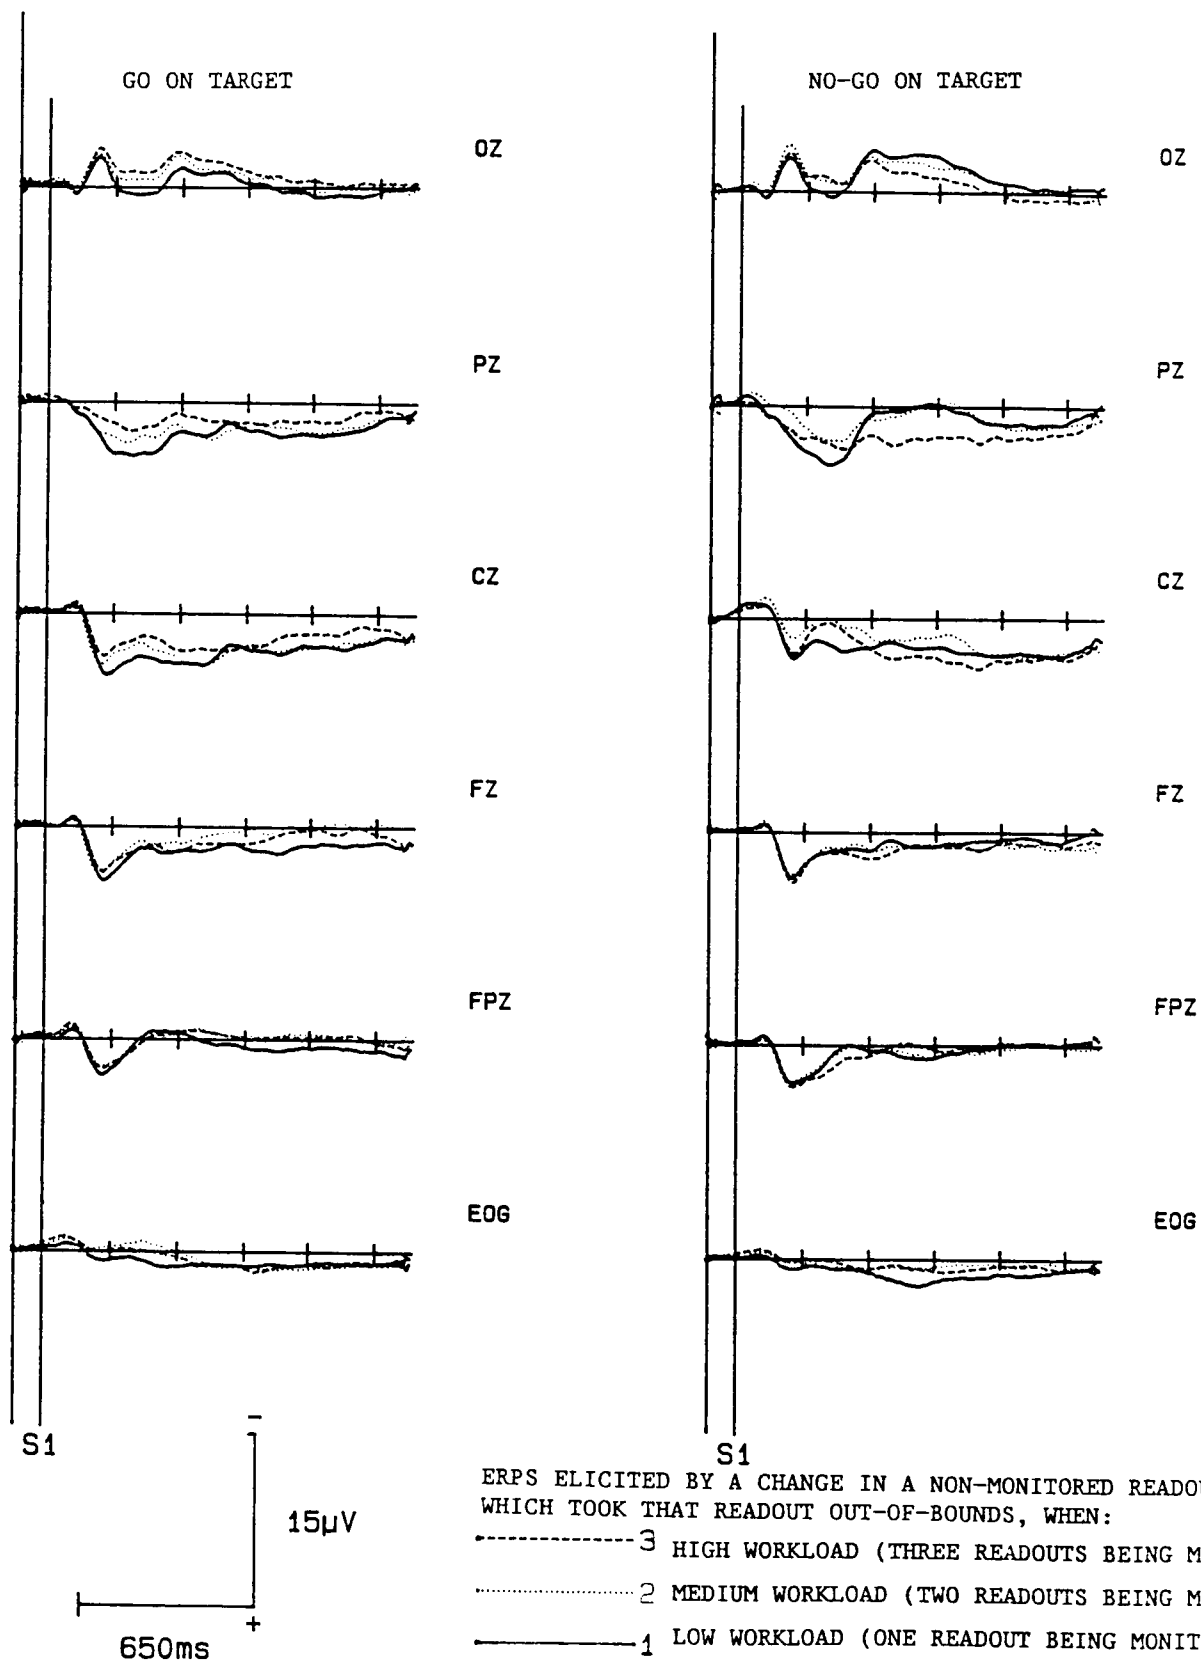 GO ON TARGET
NO-GO ON TARGET
OZ
OZ
PZ
PZ
CZ
CZ
FZ
FZ
FPZ
FPZ
EOG
EOG
S1
S1
−
15µV
+
650ms
ERPS ELICITED BY A CHANGE IN A NON-MONITORED
WHICH TOOK THAT READOUT OUT-OF-BOUNDS, WHEN:
3 HIGH WORKLOAD (THREE READOUTS BEING
2 MEDIUM WORKLOAD (TWO READOUTS BEING
1 LOW WORKLOAD (ONE READOUT BEING